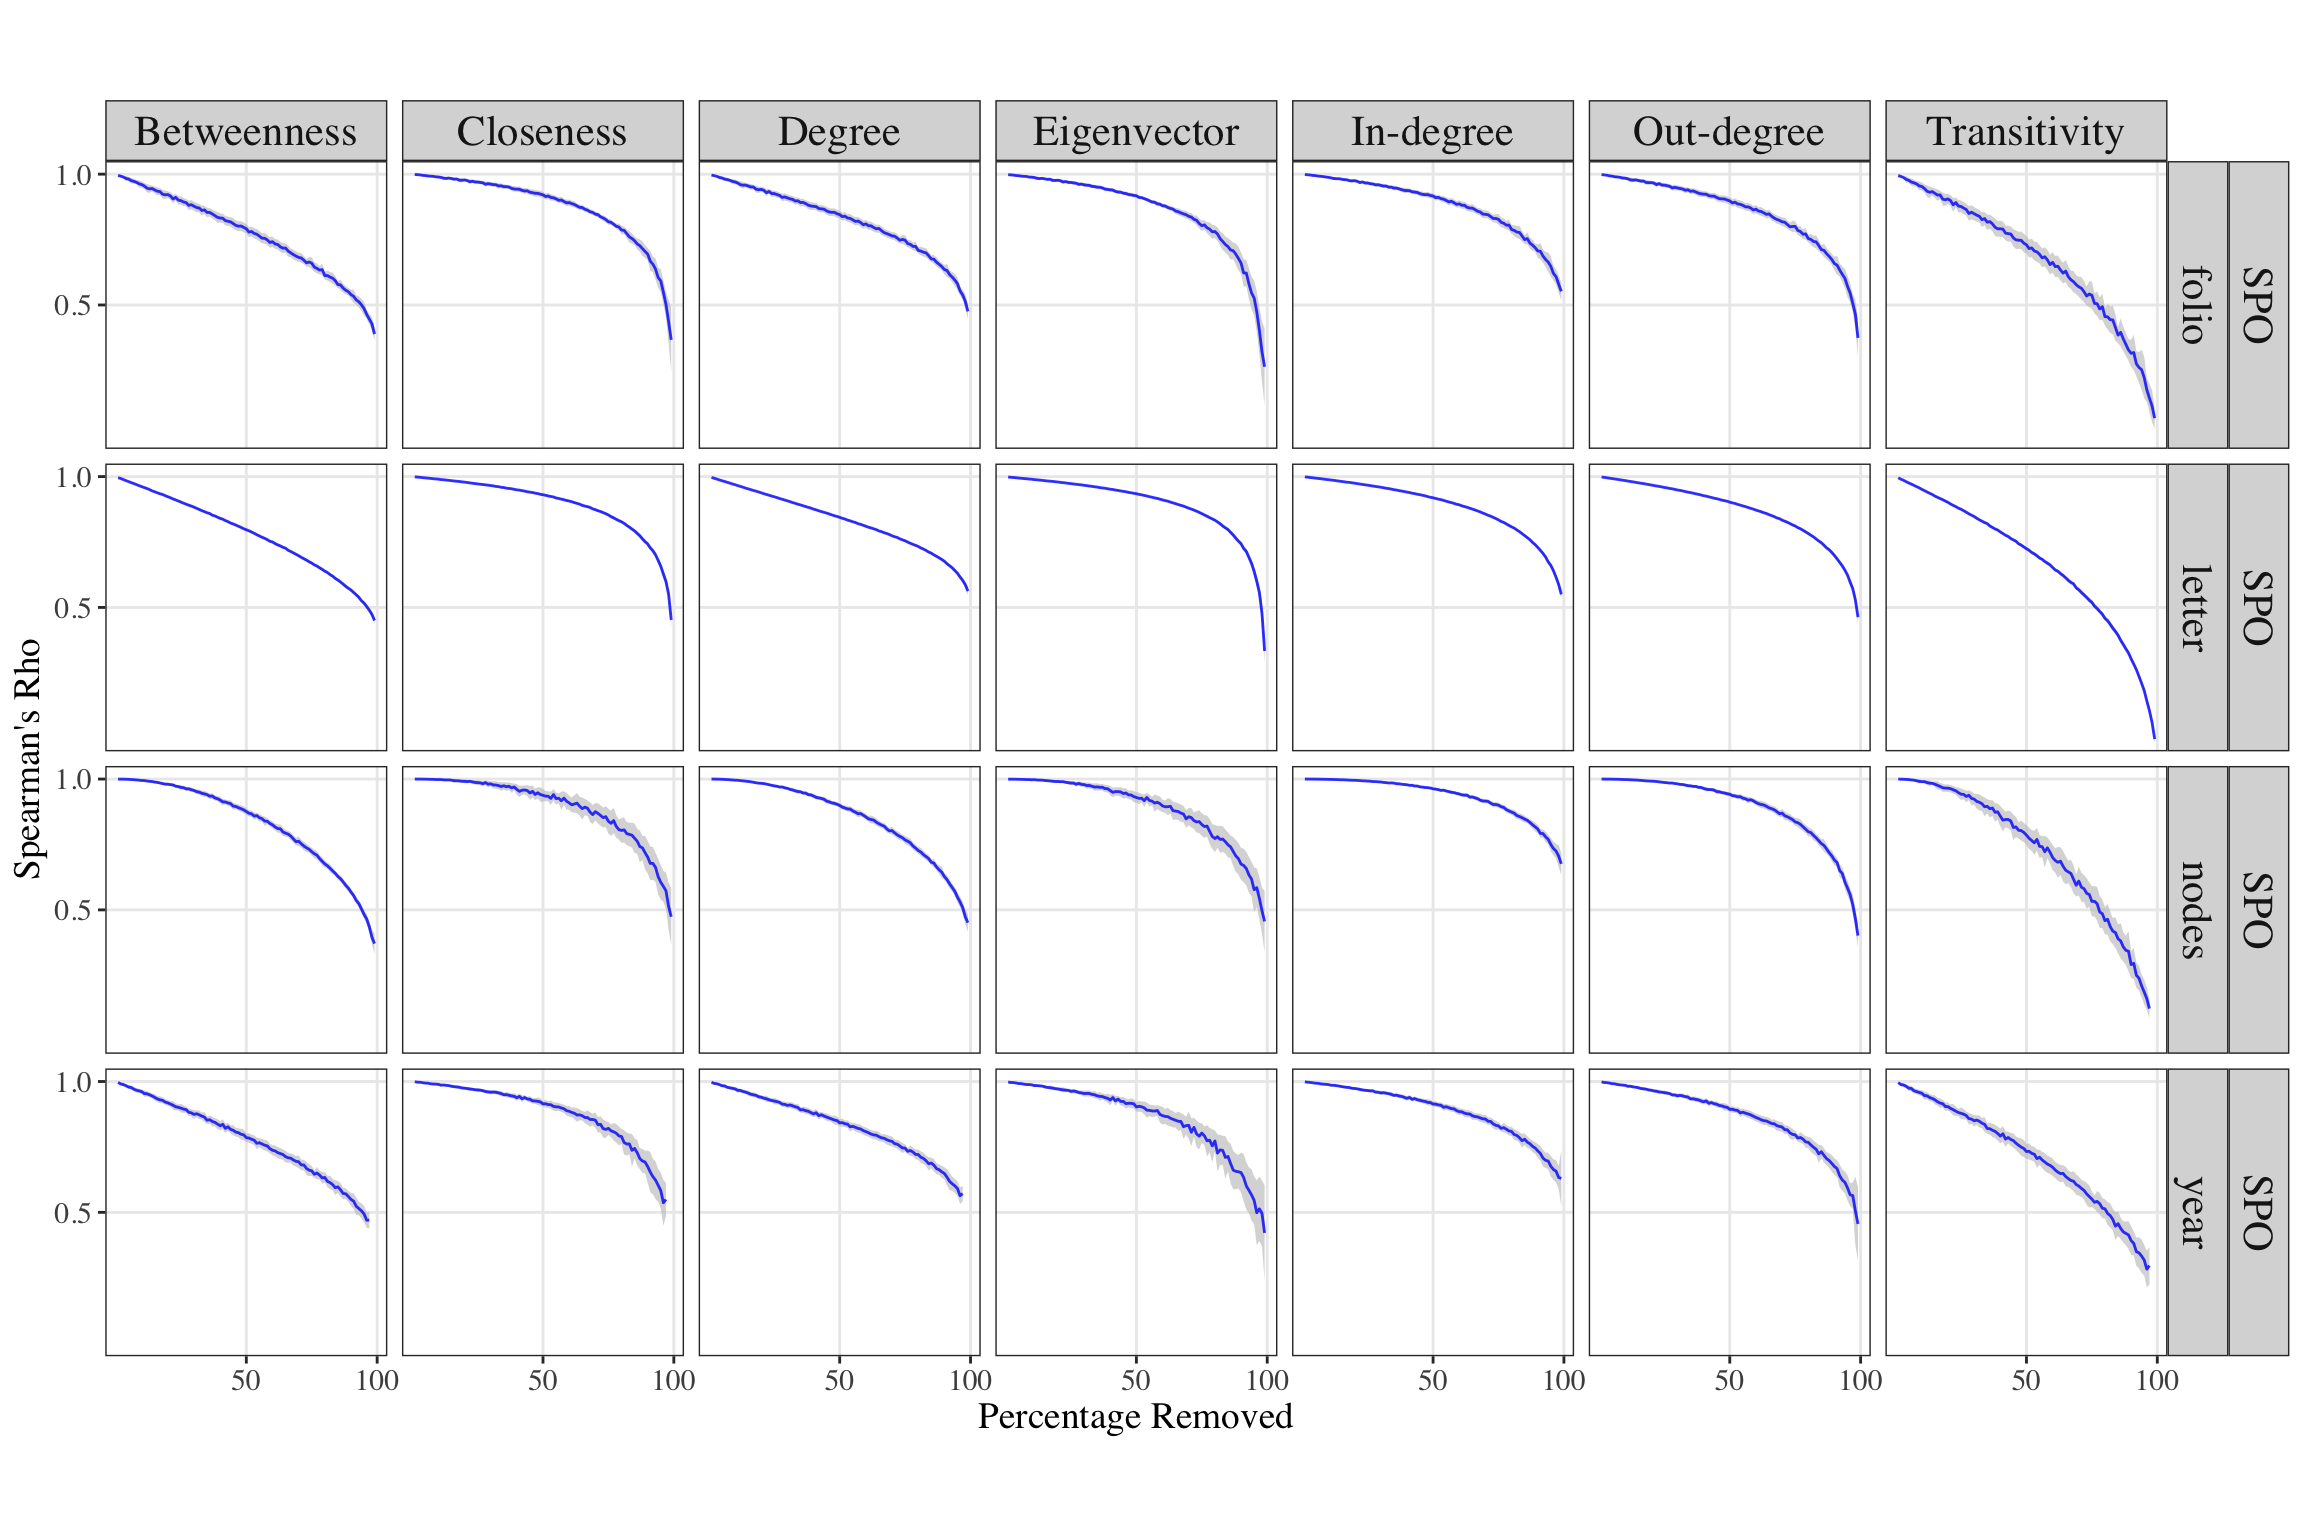 Betweenness Closeness Degree Eigenvector In-degree Out-degree Transitivity
1.0
0.5
folio
SPO
1.0
0.5
letter
SPO
Spearman's Rho
1.0
0.5
nodes
SPO
1.0
0.5
year
SPO
50 100 50 100 50 100 50 100 50 100 50 100 50 100
Percentage Removed